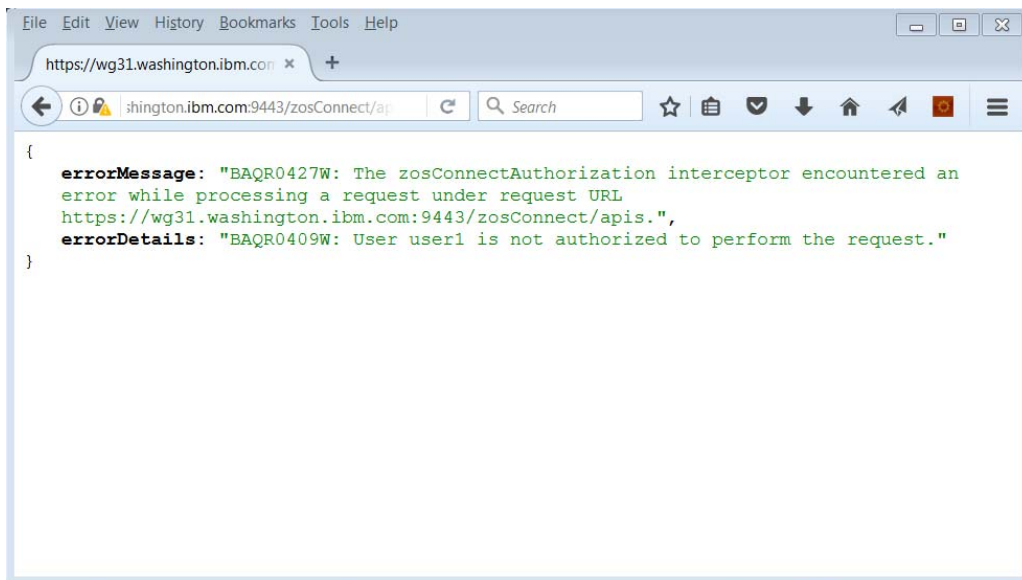 File Edit View History Bookmarks Tools Help
https://wg31.washington.ibm.com
shington.ibm.com:9443/zosConnect/ap
Search
{
errorMessage: "BAQR0427W: The zosConnectAuthorization interceptor encountered an
error while processing a request under request URL
https://wg31.washington.ibm.com:9443/zosConnect/apis.",
errorDetails: "BAQR0409W: User user1 is not authorized to perform the request."
}